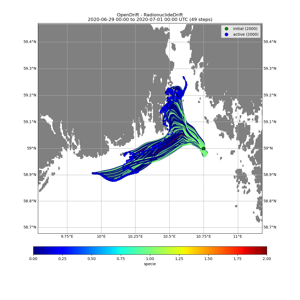 OpenDrift - RadionuclideDrift
2020-06-29 00:00 to 2020-07-01 00:00 UTC (49 steps)
initial (2000)
active (2000)
59.4°N
59.3°N
59.2°N
59.1°N
59°N
58.9°N
58.8°N
58.7°N
9.75°E
10°E
10.25°E
10.5°E
10.75°E
11°E
0.00
0.25
0.50
0.75
1.00
1.25
1.50
1.75
2.00
specie